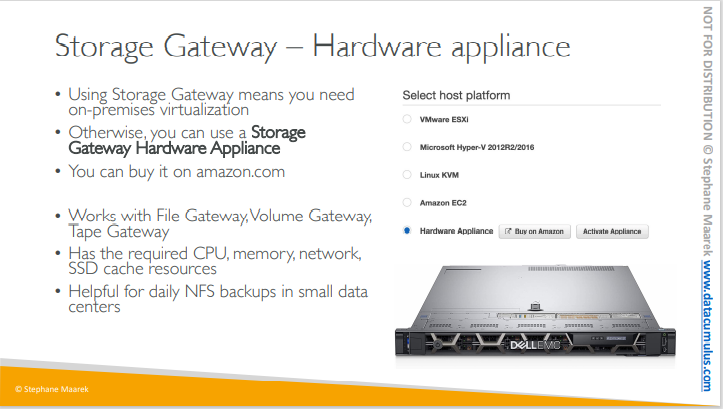 Storage Gateway – Hardware appliance
• Using Storage Gateway means you need
on-premises virtualization
• Otherwise, you can use a Storage
Gateway Hardware Appliance
• You can buy it on amazon.com
• Works with File Gateway, Volume Gateway,
Tape Gateway
• Has the required CPU, memory, network,
SSD cache resources
• Helpful for daily NFS backups in small data
centers
Select host platform
VMware ESXi
Microsoft Hyper-V 2012R2/2016
Linux KVM
Amazon EC2
Hardware Appliance Buy on Amazon Activate Appliance
DELLEMC
NOT FOR DISTRIBUTION © Stephane Maarek www.datacumulus.com
© Stephane Maarek